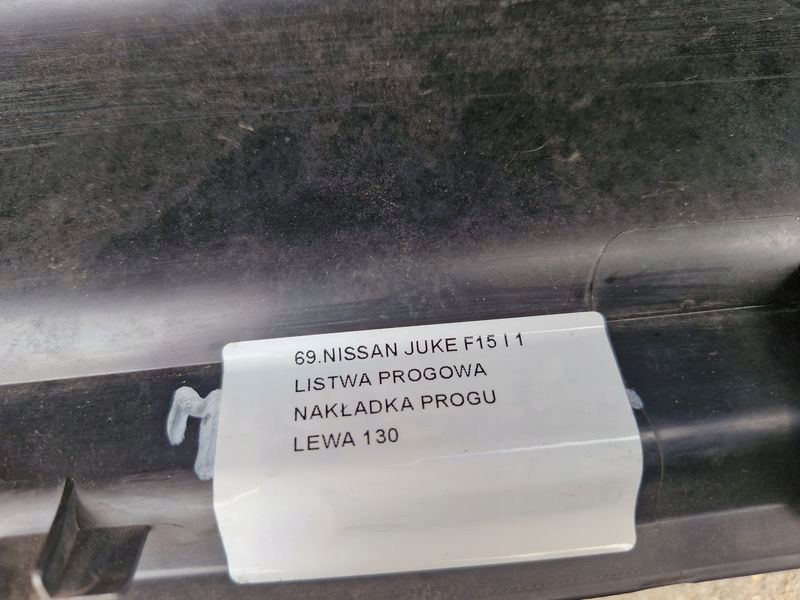 69.NISSAN JUKE F15 I 1
LISTWA PROGOWA
NAKŁADKA PROGU
LEWA 130